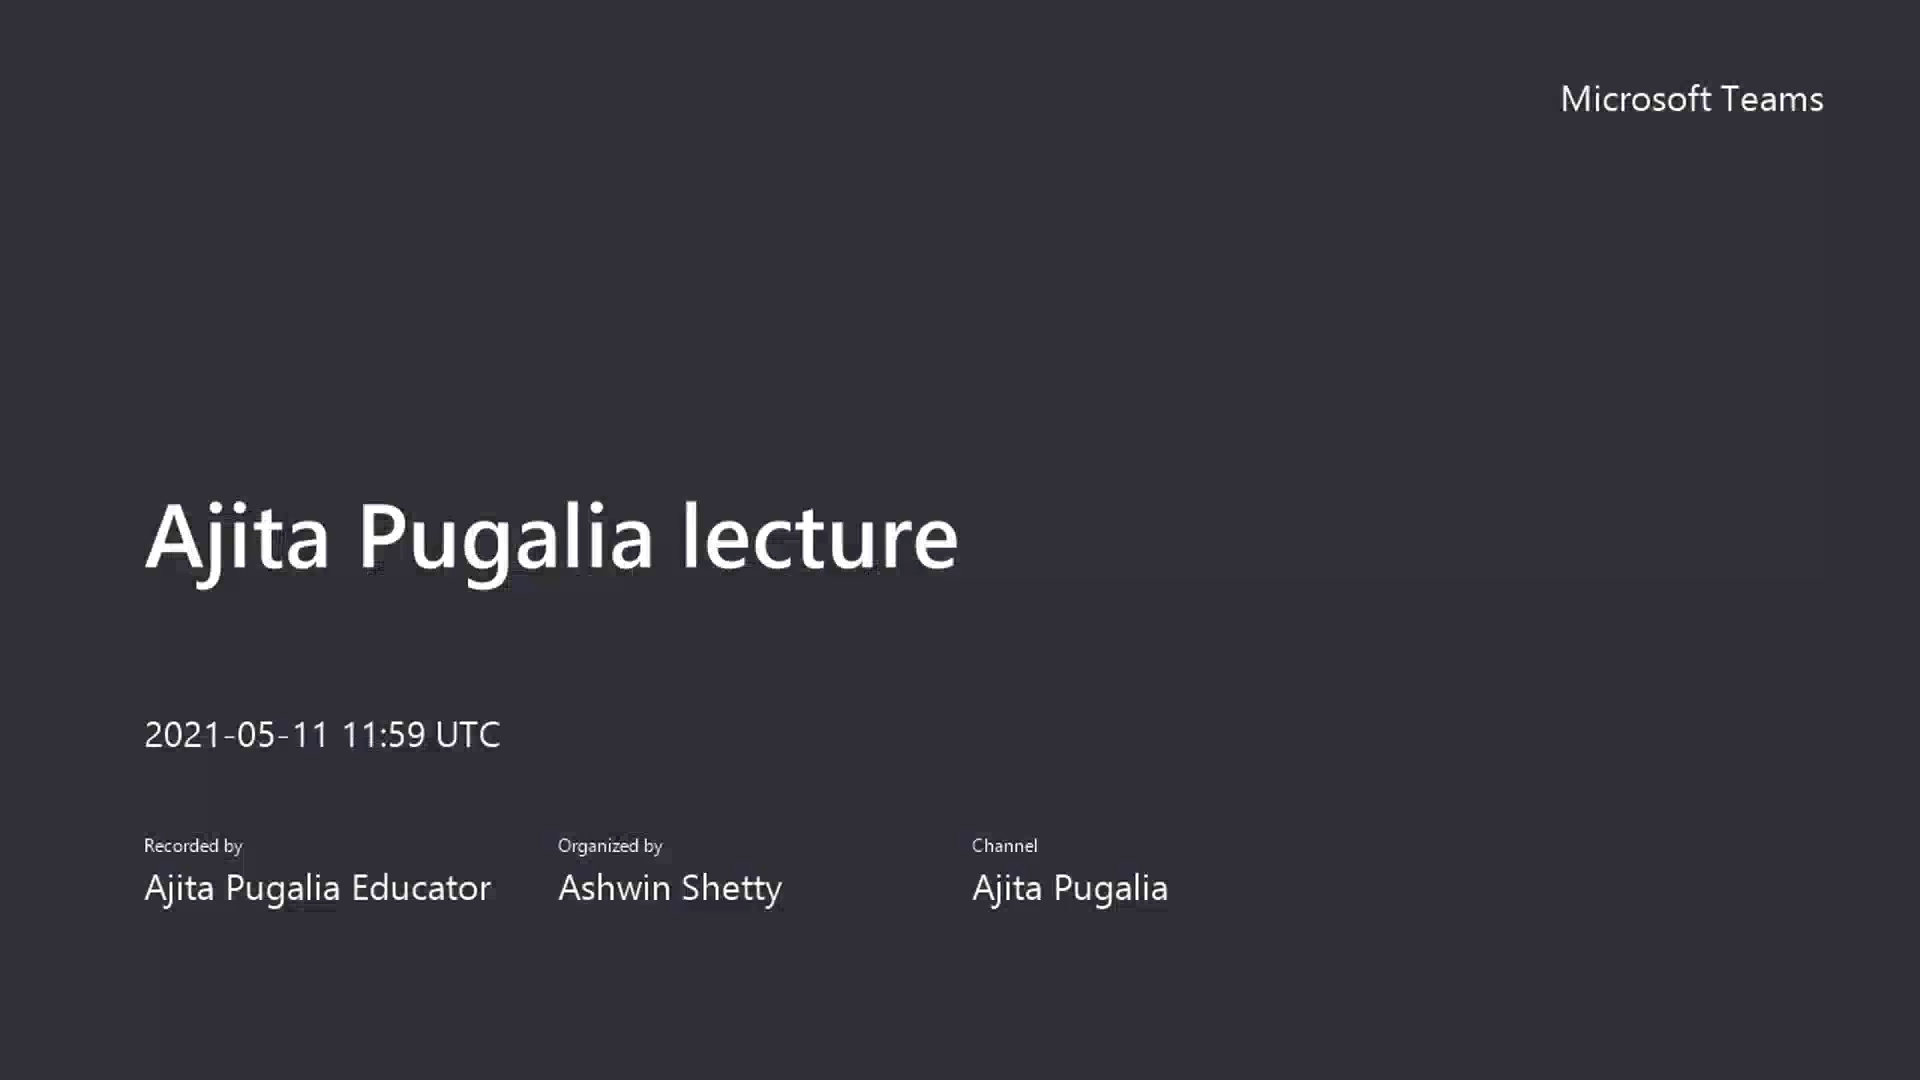 Microsoft Teams
Ajita Pugalia lecture
2021-05-11 11:59 UTC
Recorded by
Ajita Pugalia Educator
Organized by
Ashwin Shetty
Channel
Ajita Pugalia